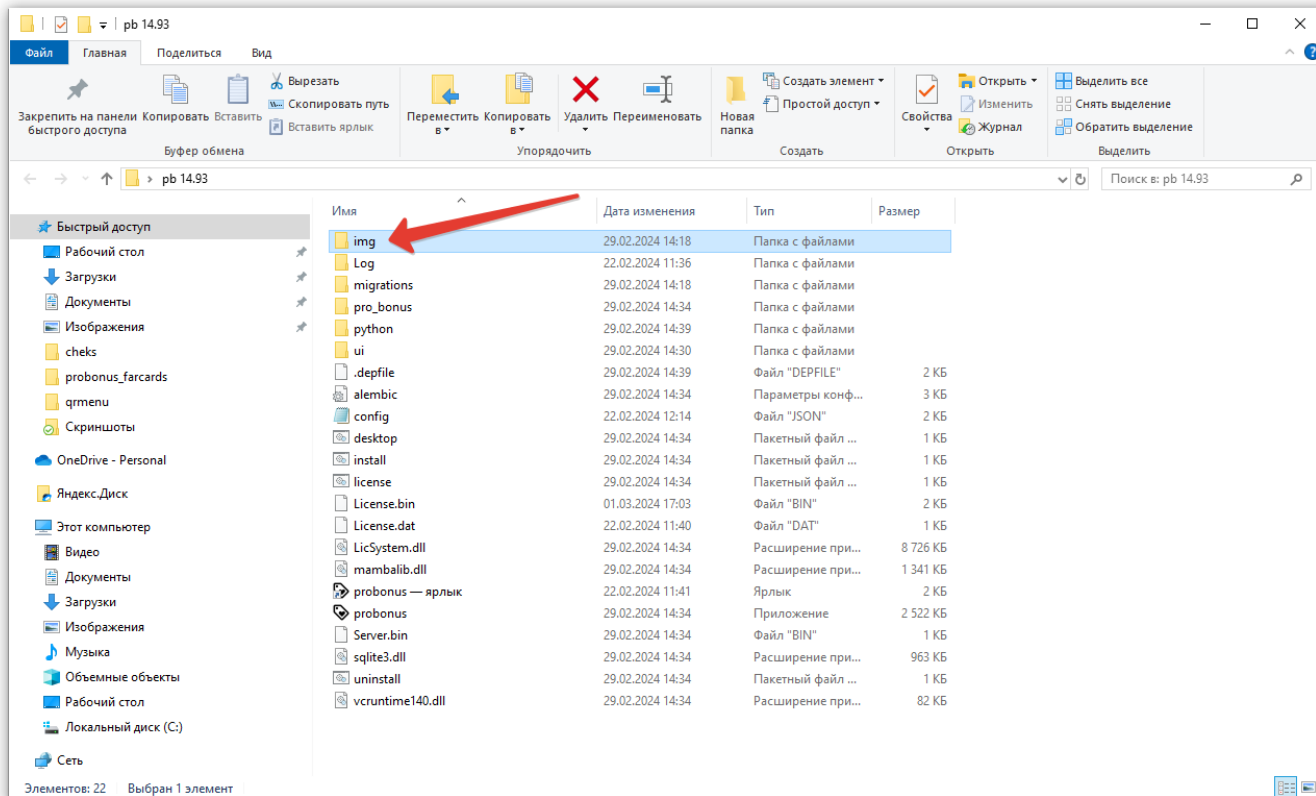 pb 14.93
Файл Главная Поделиться Вид
Закрепить на панели быстрого доступа
Копировать
Вставить
Вырезать
Скопировать путь
Вставить ярлык
Буфер обмена
Переместить в
Копировать в
Удалить
Переименовать
Упорядочить
Новая папка
Создать элемент
Простой доступ
Создать
Свойства
Открыть
Изменить
Журнал
Открыть
Выделить все
Снять выделение
Обратить выделение
Выделить
pb 14.93
Поиск в: pb 14.93
Быстрый доступ
Рабочий стол
Загрузки
Документы
Изображения
cheks
probonus_farcards
qrmenu
Скриншоты
OneDrive - Personal
Яндекс.Диск
Этот компьютер
Видео
Документы
Загрузки
Изображения
Музыка
Объемные объекты
Рабочий стол
Локальный диск (C:)
Сеть
Имя Дата изменения Тип Размер
img 29.02.2024 14:18 Папка с файлами
Log 22.02.2024 11:36 Папка с файлами
migrations 29.02.2024 14:18 Папка с файлами
pro_bonus 29.02.2024 14:34 Папка с файлами
python 29.02.2024 14:39 Папка с файлами
ui 29.02.2024 14:30 Папка с файлами
.depfile 29.02.2024 14:39 Файл "DEPFILE" 2 КБ
alembic 29.02.2024 14:34 Параметры конф... 3 КБ
config 22.02.2024 12:14 Файл "JSON" 2 КБ
desktop 29.02.2024 14:34 Пакетный файл ... 1 КБ
install 29.02.2024 14:34 Пакетный файл ... 1 КБ
license 29.02.2024 14:34 Пакетный файл ... 1 КБ
License.bin 01.03.2024 17:03 Файл "BIN" 2 КБ
License.dat 22.02.2024 11:40 Файл "DAT" 1 КБ
LicSystem.dll 29.02.2024 14:34 Расширение при... 8 726 КБ
mambalib.dll 29.02.2024 14:34 Расширение при... 1 341 КБ
probonus — ярлык 22.02.2024 11:41 Ярлык 2 КБ
probonus 29.02.2024 14:34 Приложение 2 522 КБ
Server.bin 29.02.2024 14:34 Файл "BIN" 1 КБ
sqlite3.dll 29.02.2024 14:34 Расширение при... 963 КБ
uninstall 29.02.2024 14:34 Пакетный файл ... 1 КБ
vcruntime140.dll 29.02.2024 14:34 Расширение при... 82 КБ
Элементов: 22 Выбран 1 элемент